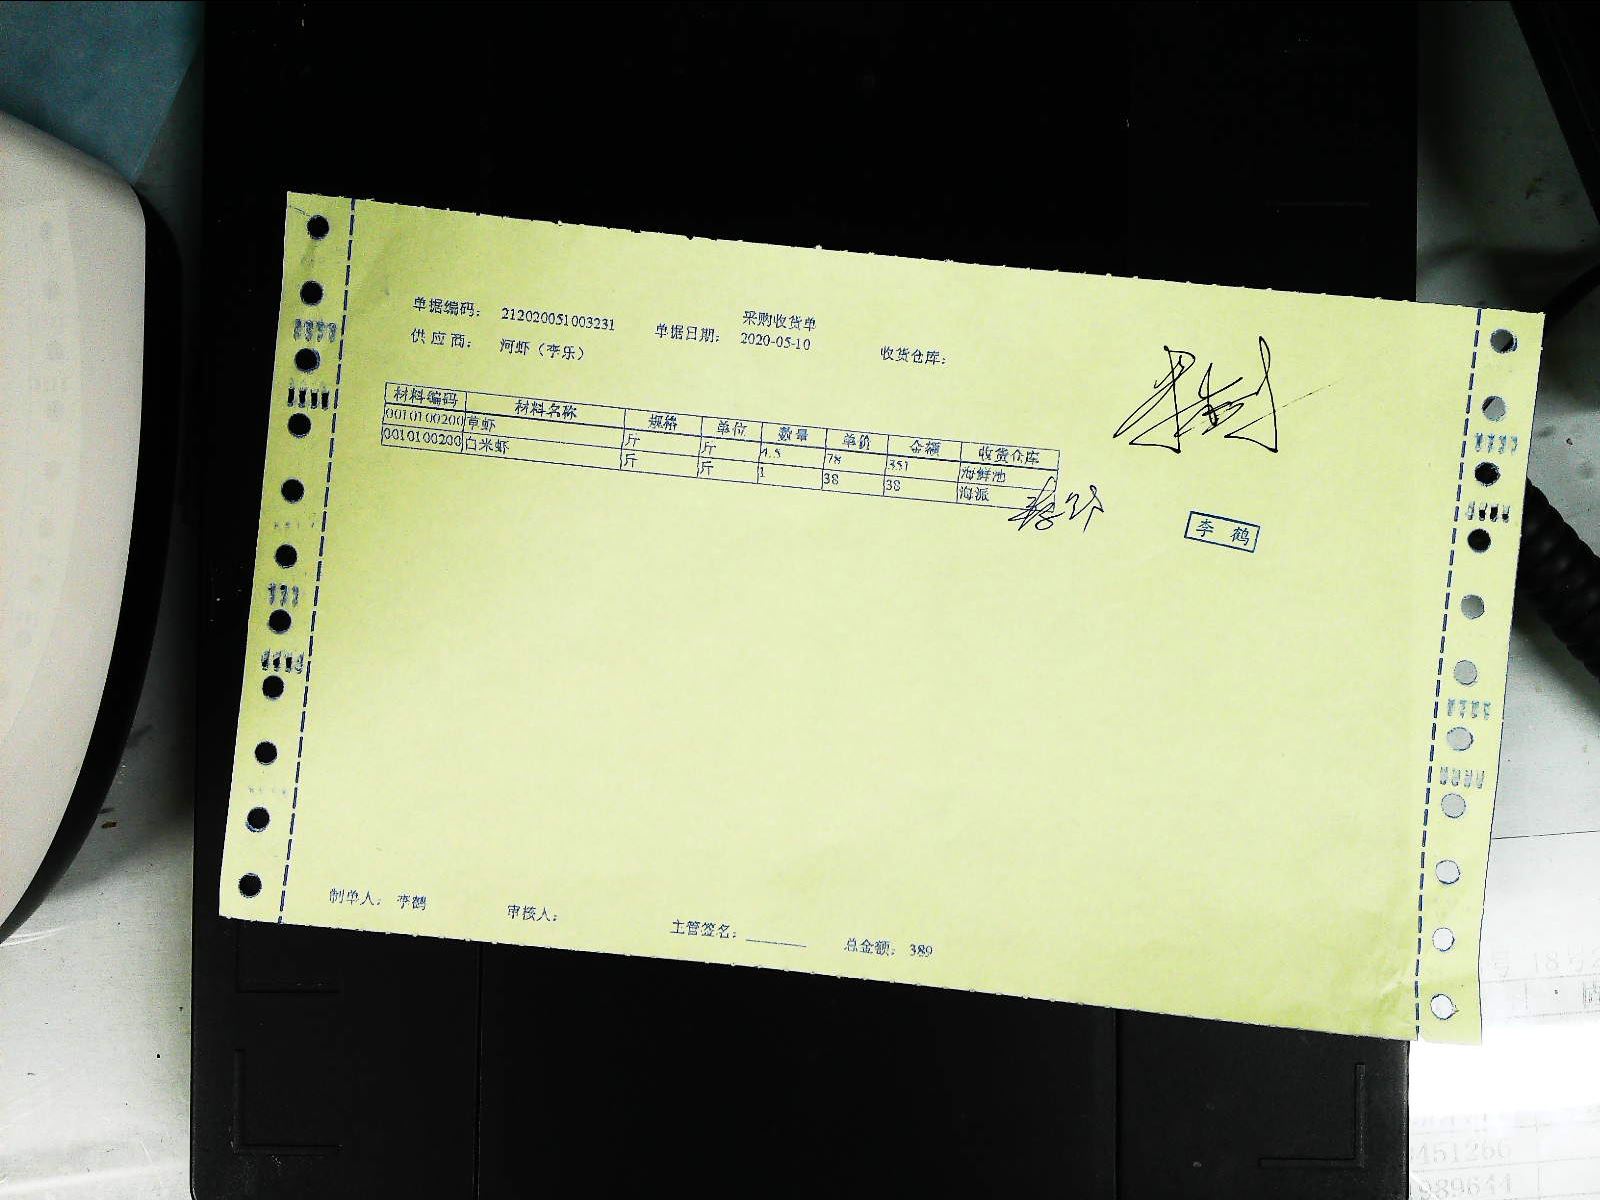 采购收货单
单据编码： 212020051003231 单据日期： 2020-05-10 收货仓库：
供应商： 河虾（李乐）
材料编码 材料名称 规格 单位 数量 单价 金额 收货仓库
0010100200 草虾 斤 斤 4.5 78 351 海鲜池
0010100200 白米虾 斤 斤 1 38 38 海派
李 鹤
制单人： 李鹤 审核人： 主管签名： 总金额： 389
451266
989644